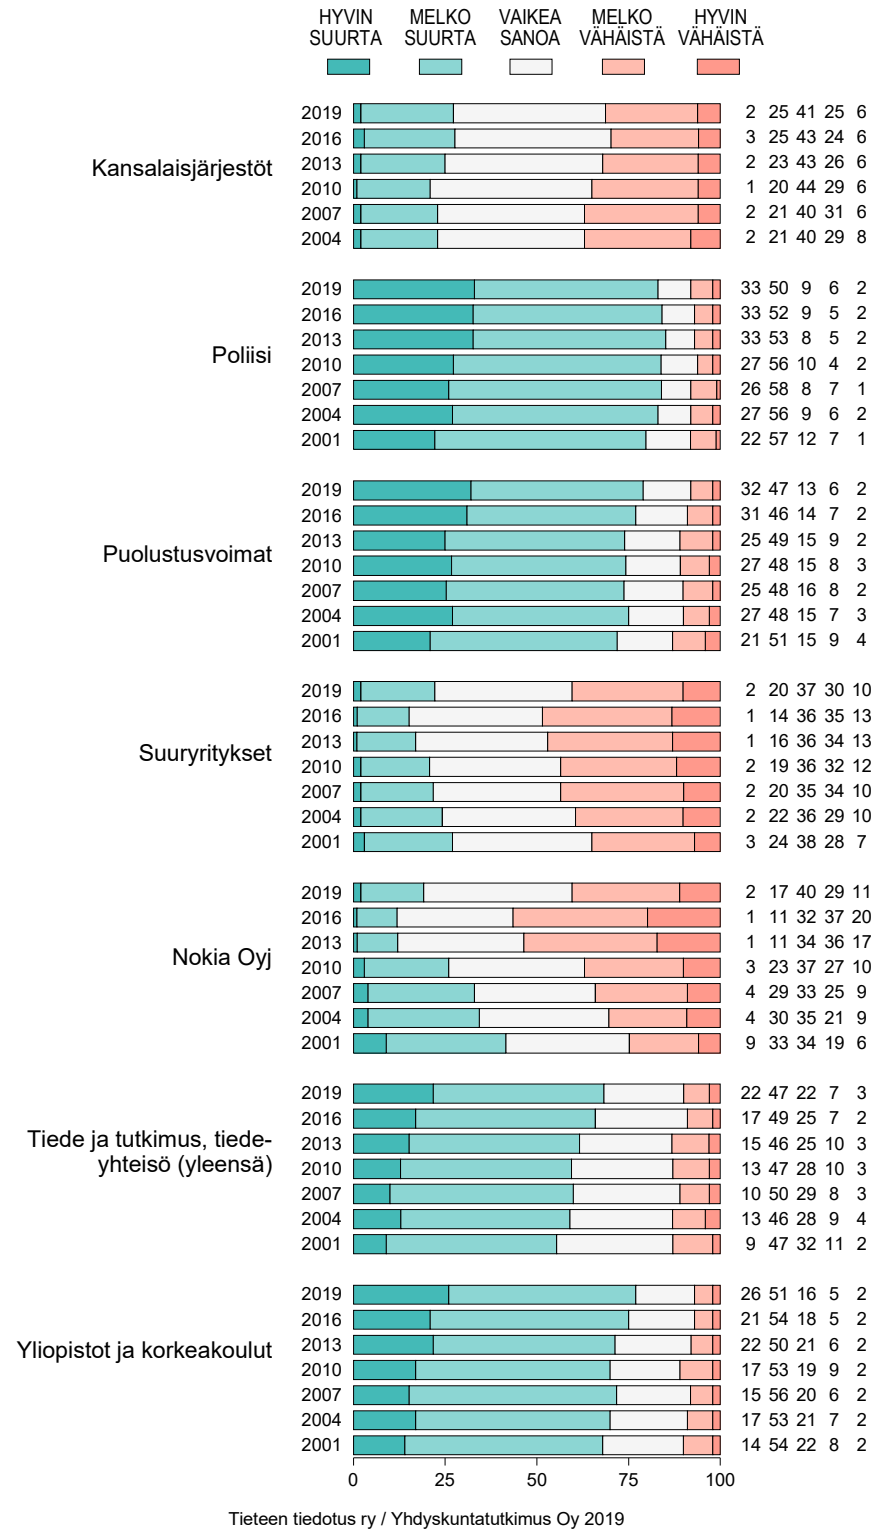 HYVIN MELKO VAIKEA MELKO HYVIN
SUURTA SUURTA SANOA VÄHÄISTÄ VÄHÄISTÄ
Kansalaisjärjestöt
2019 2 25 41 25 6
2016 3 25 43 24 6
2013 2 23 43 26 6
2010 1 20 44 29 6
2007 2 21 40 31 6
2004 2 21 40 29 8
Poliisi
2019 33 50 9 6 2
2016 33 52 9 5 2
2013 33 53 8 5 2
2010 27 56 10 4 2
2007 26 58 8 7 1
2004 27 56 9 6 2
2001 22 57 12 7 1
Puolustusvoimat
2019 32 47 13 6 2
2016 31 46 14 7 2
2013 25 49 15 9 2
2010 27 48 15 8 3
2007 25 48 16 8 2
2004 27 48 15 7 3
2001 21 51 15 9 4
Suuryritykset
2019 2 20 37 30 10
2016 1 14 36 35 13
2013 1 16 36 34 13
2010 2 19 36 32 12
2007 2 20 35 34 10
2004 2 22 36 29 10
2001 3 24 38 28 7
Nokia Oyj
2019 2 17 40 29 11
2016 1 11 32 37 20
2013 1 11 34 36 17
2010 3 23 37 27 10
2007 4 29 33 25 9
2004 4 30 35 21 9
2001 9 33 34 19 6
Tiede ja tutkimus, tiede-
yhteisö (yleensä)
2019 22 47 22 7 3
2016 17 49 25 7 2
2013 15 46 25 10 3
2010 13 47 28 10 3
2007 10 50 29 8 3
2004 13 46 28 9 4
2001 9 47 32 11 2
Yliopistot ja korkeakoulut
2019 26 51 16 5 2
2016 21 54 18 5 2
2013 22 50 21 6 2
2010 17 53 19 9 2
2007 15 56 20 6 2
2004 17 53 21 7 2
2001 14 54 22 8 2
0 25 50 75 100
Tieteen tiedotus ry / Yhdyskuntatutkimus Oy 2019